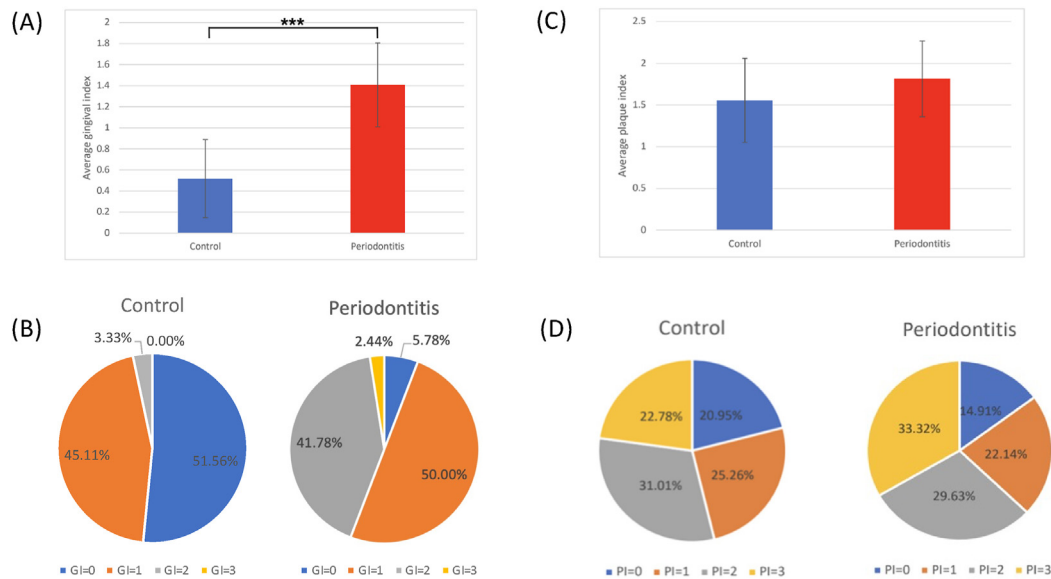 (A)
Average gingival index
2
1.8
1.6
1.4
1.2
1
0.8
0.6
0.4
0.2
0
***
Control
Periodontitis
(C)
Average plaque index
2.5
2
1.5
1
0.5
0
Control
Periodontitis
(B)
Control
3.33%
0.00%
45.11%
51.56%
GI=0 GI=1 GI=2 GI=3
Periodontitis
2.44%
5.78%
41.78%
50.00%
GI=0 GI=1 GI=2 GI=3
(D)
Control
22.78%
20.95%
31.01%
25.26%
PI=0 PI=1 PI=2 PI=3
Periodontitis
14.91%
33.32%
22.14%
29.63%
PI=0 PI=1 PI=2 PI=3